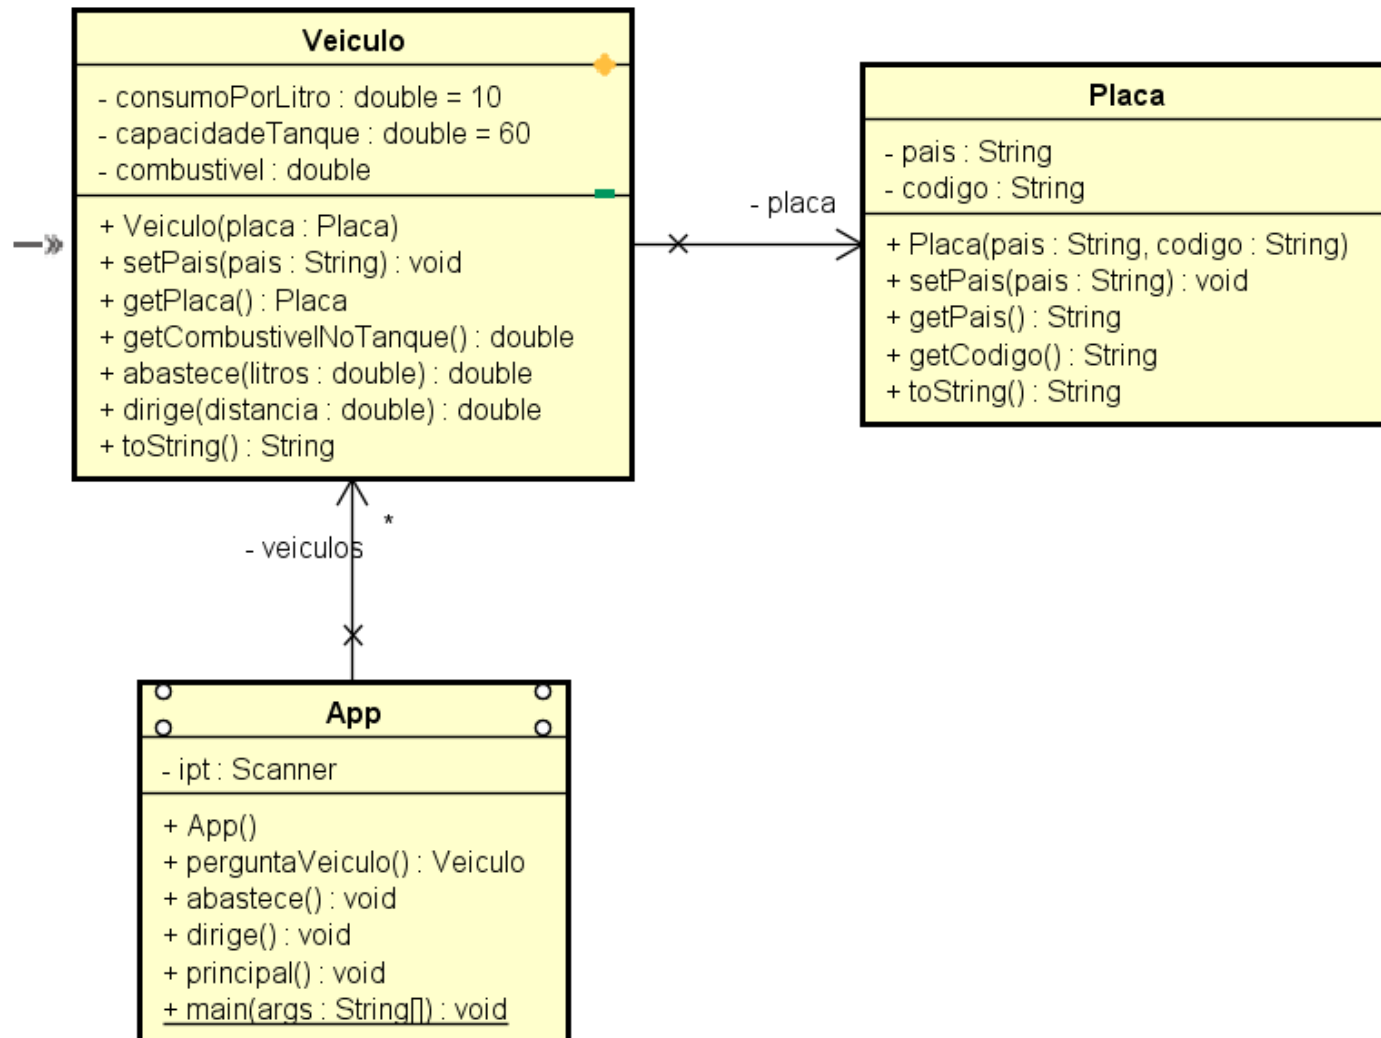 Veiculo
- consumoPorLitro : double = 10
- capacidadeTanque : double = 60
- combustivel : double
+ Veiculo(placa : Placa)
+ setPais(pais : String) : void
+ getPlaca() : Placa
+ getCombustivelNoTanque() : double
+ abastece(litros : double) : double
+ dirige(distancia : double) : double
+ toString() : String
- placa
Placa
- pais : String
- codigo : String
+ Placa(pais : String, codigo : String)
+ setPais(pais : String) : void
+ getPais() : String
+ getCodigo() : String
+ toString() : String
*
- veiculos
App
- ipt : Scanner
+ App()
+ perguntaVeiculo() : Veiculo
+ abastece() : void
+ dirige() : void
+ principal() : void
+ main(args : String[]) : void